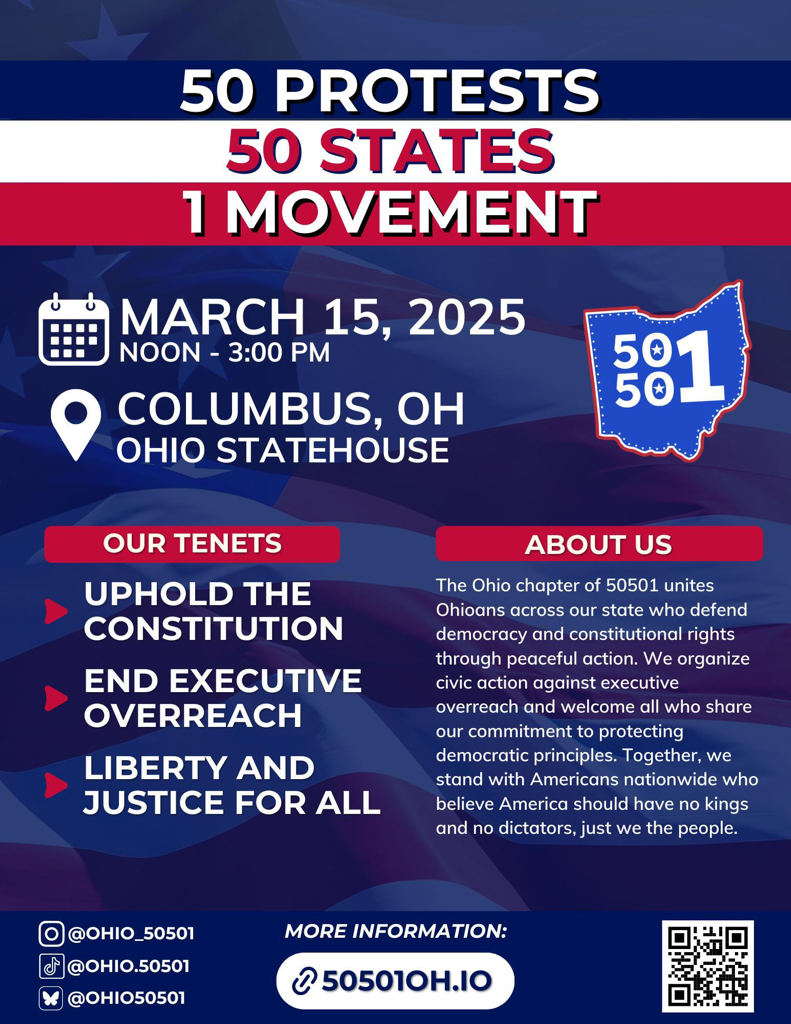 50 PROTESTS
50 STATES
1 MOVEMENT
MARCH 15, 2025
NOON - 3:00 PM
COLUMBUS, OH
OHIO STATEHOUSE
50
50
1
OUR TENETS
UPHOLD THE
CONSTITUTION
END EXECUTIVE
OVERREACH
LIBERTY AND
JUSTICE FOR ALL
ABOUT US
The Ohio chapter of 50501 unites
Ohioans across our state who defend
democracy and constitutional rights
through peaceful action. We organize
civic action against executive
overreach and welcome all who share
our commitment to protecting
democratic principles. Together, we
stand with Americans nationwide who
believe America should have no kings
and no dictators, just we the people.
@OHIO_50501
@OHIO.50501
@OHIO50501
MORE INFORMATION:
50501OH.IO